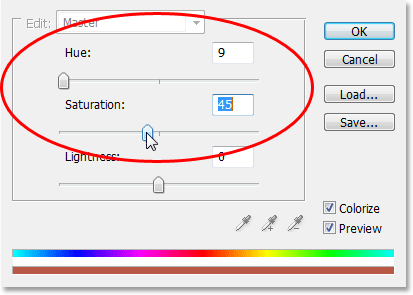 Edit: Master
Hue: 9
Saturation: 45
Lightness: 0
OK
Cancel
Load...
Save...
Colorize
Preview